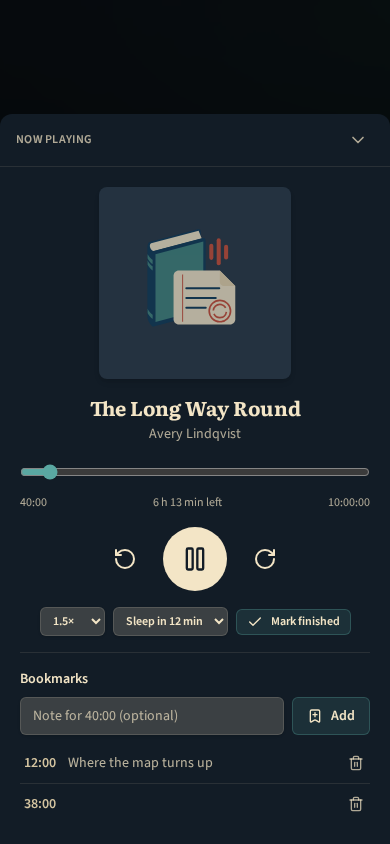 NOW PLAYING
The Long Way Round
Avery Lindqvist
40:00 6 h 13 min left 10:00:00
1.5× Sleep in 12 min Mark finished
Bookmarks
Note for 40:00 (optional) Add
12:00 Where the map turns up
38:00